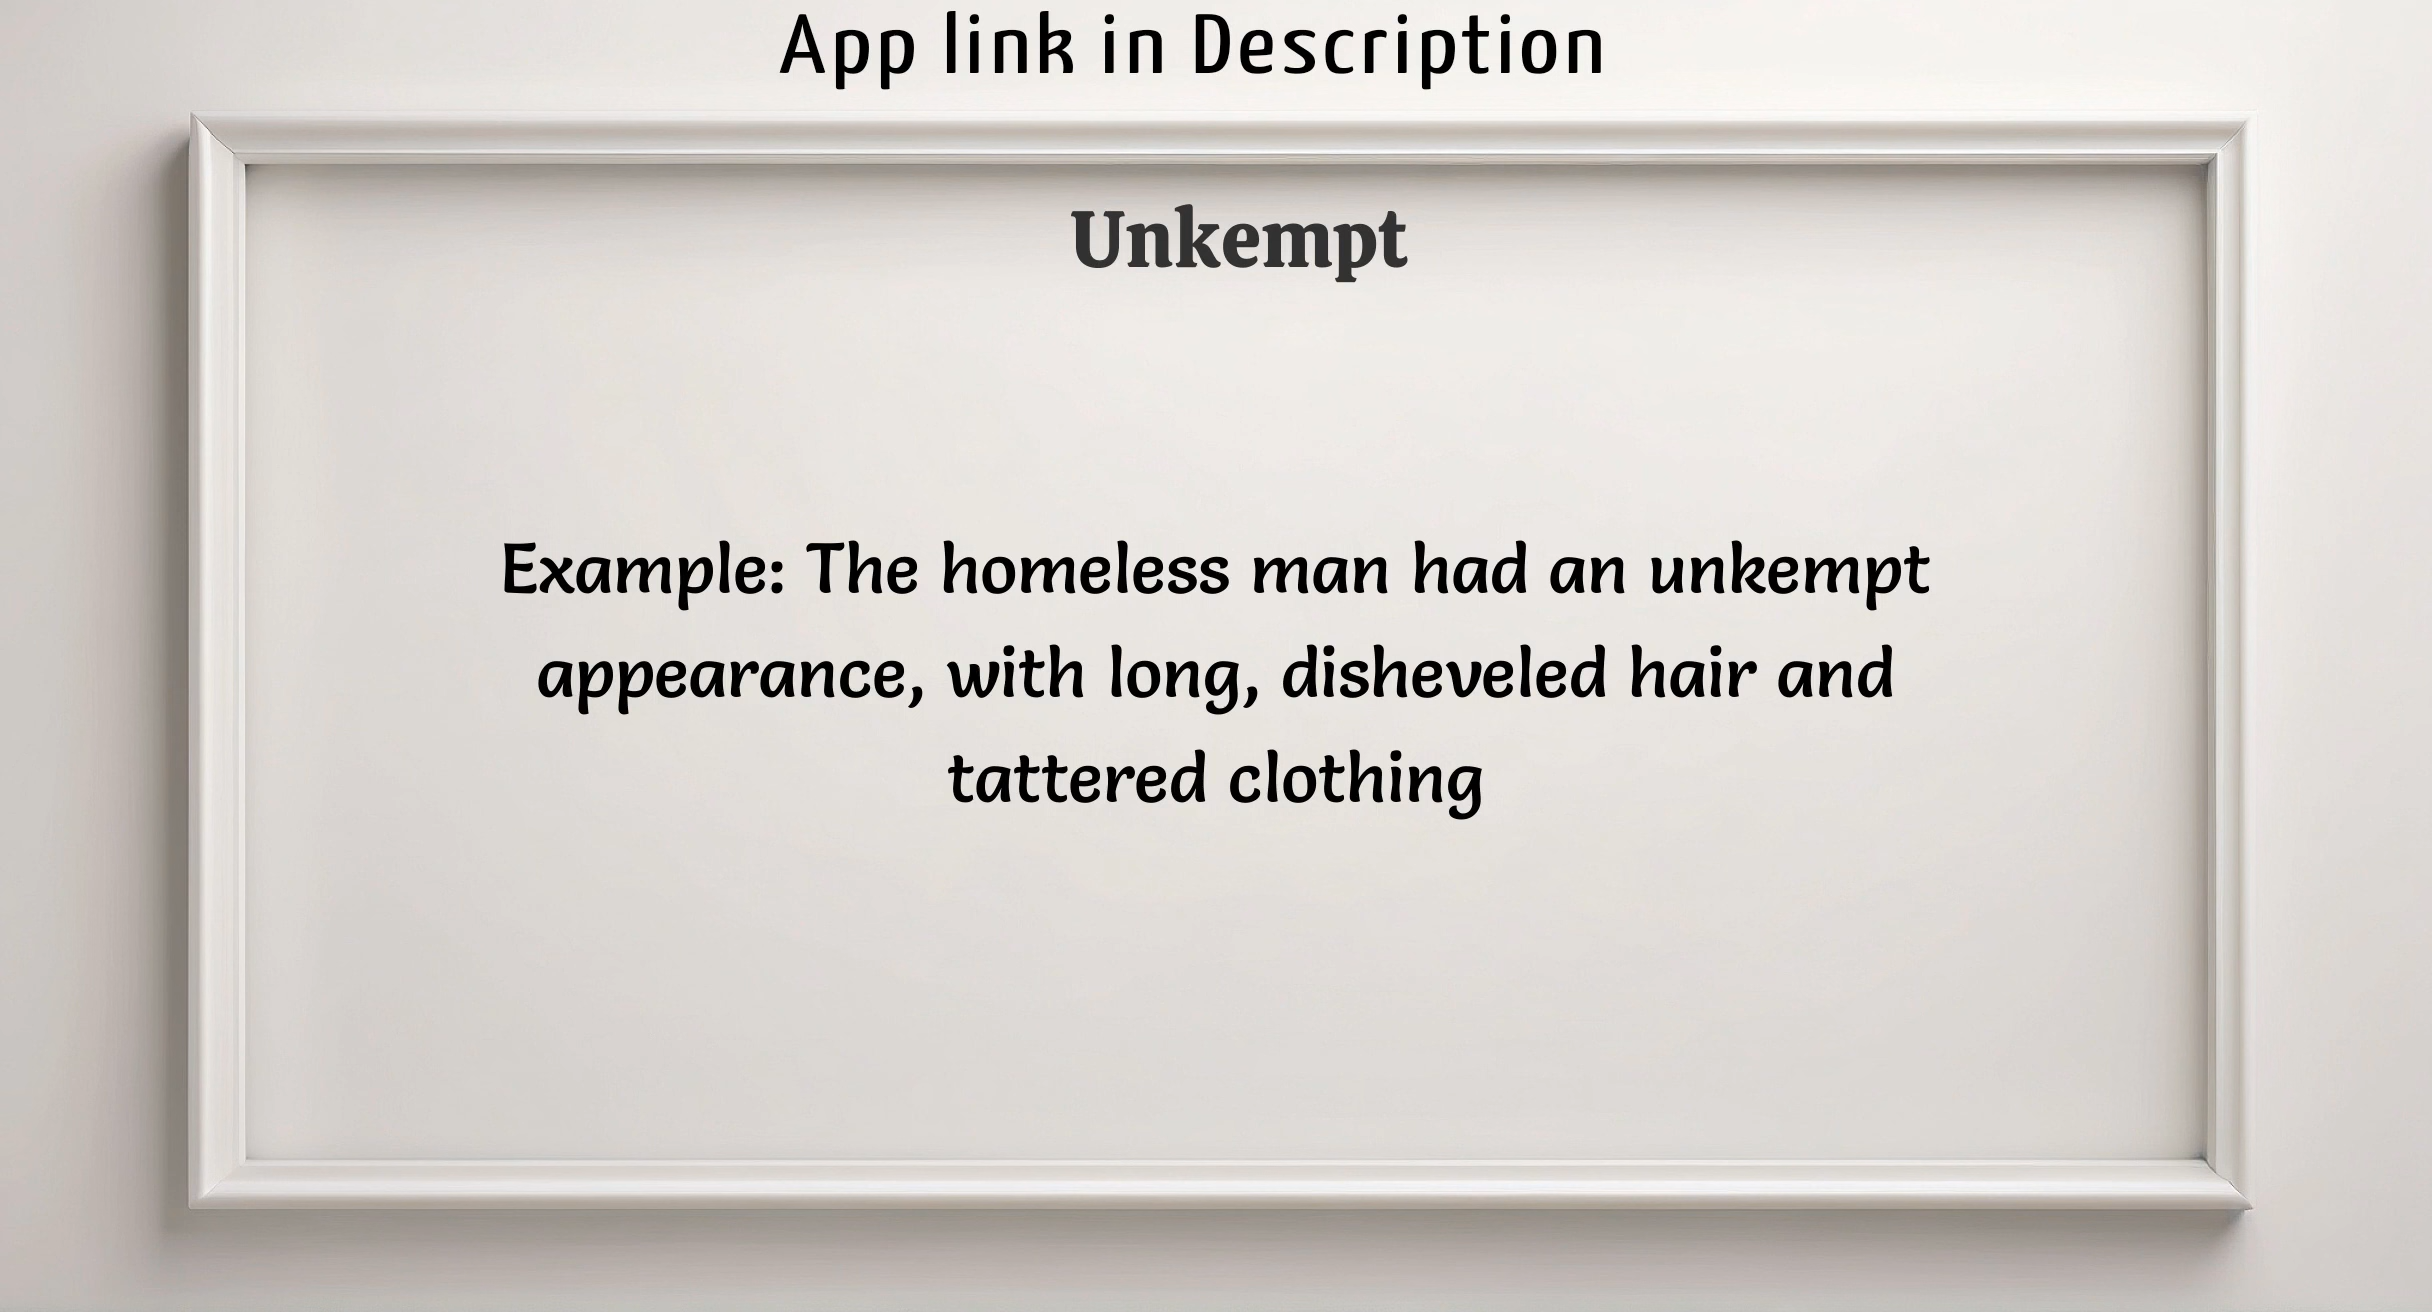 App link in Description
Unkempt
Example: The homeless man had an unkempt
appearance, with long, disheveled hair and
tattered clothing